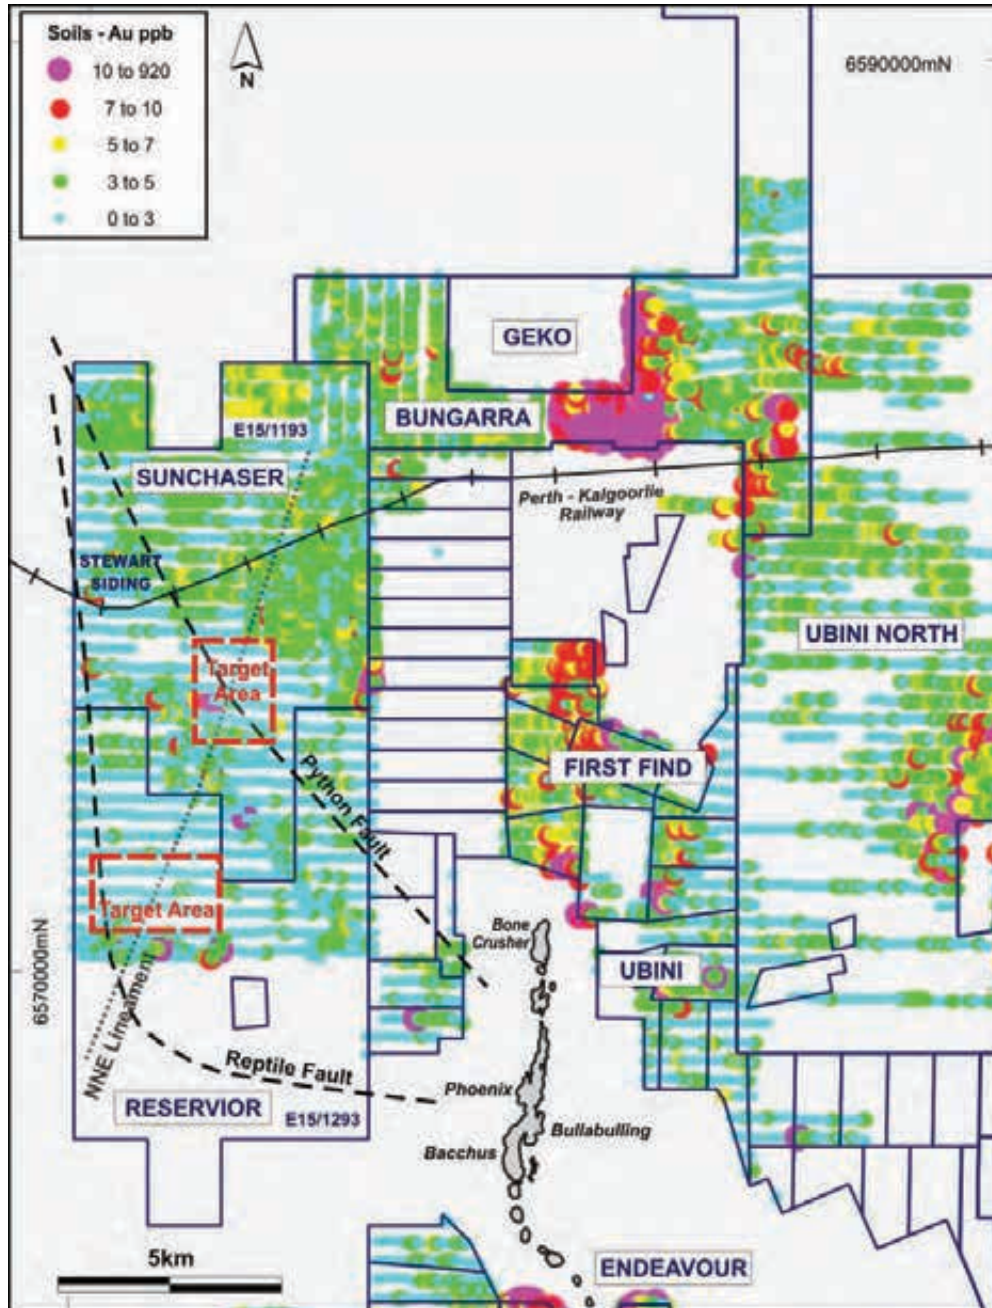 Soils - Au ppb
10 to 920
7 to 10
5 to 7
3 to 5
0 to 3
N
6590000mN
GEKO
BUNGARRA
E15/1193
SUNCHASER
Perth - Kalgoorlie
Railway
STEWART
SIDING
UBINI NORTH
Target
Area
FIRST FIND
Python Fault
Target Area
Bone
Crusher
UBINI
6570000mN
NNE Lineament
Reptile Fault
Phoenix
RESERVIOR
E15/1293
Bullabulling
Bacchus
5km
ENDEAVOUR